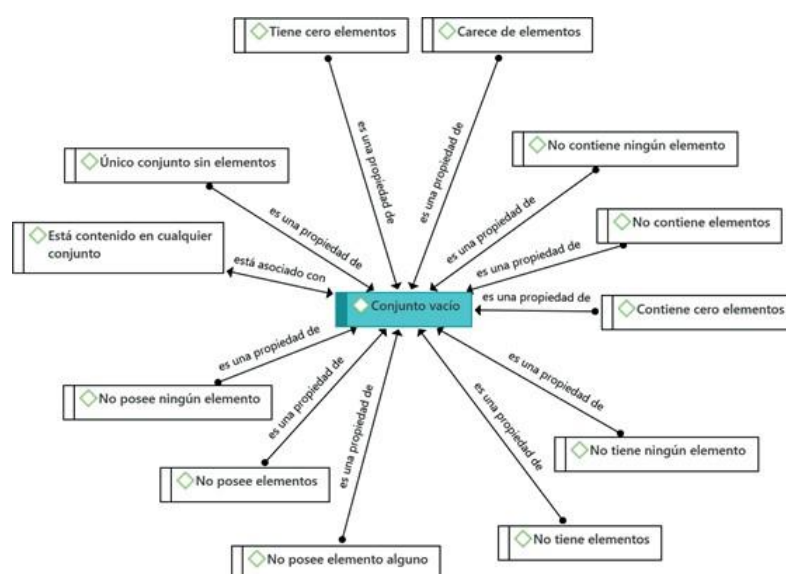 Tiene cero elementos
Carece de elementos
es una propiedad de
es una propiedad de
Único conjunto sin elementos
No contiene ningún elemento
es una propiedad de
es una propiedad de
Está contenido en cualquier
conjunto
No contiene elementos
está asociado con
es una propiedad de
Conjunto vacío
es una propiedad de
Contiene cero elementos
es una propiedad de
No posee ningún elemento
es una propiedad de
es una propiedad de
es una propiedad de
es una propiedad de
No tiene ningún elemento
No posee elementos
No tiene elementos
No posee elemento alguno